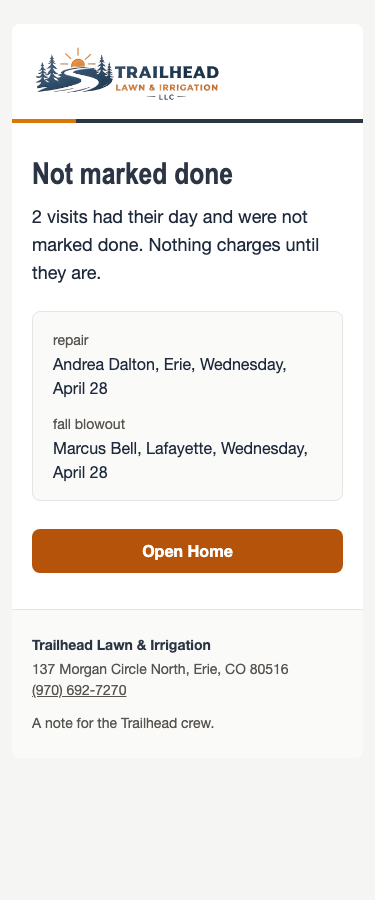 TRAILHEAD
LAWN & IRRIGATION
LLC
Not marked done
2 visits had their day and were not
marked done. Nothing charges until
they are.
repair
Andrea Dalton, Erie, Wednesday,
April 28
fall blowout
Marcus Bell, Lafayette, Wednesday,
April 28
Open Home
Trailhead Lawn & Irrigation
137 Morgan Circle North, Erie, CO 80516
(970) 692-7270
A note for the Trailhead crew.